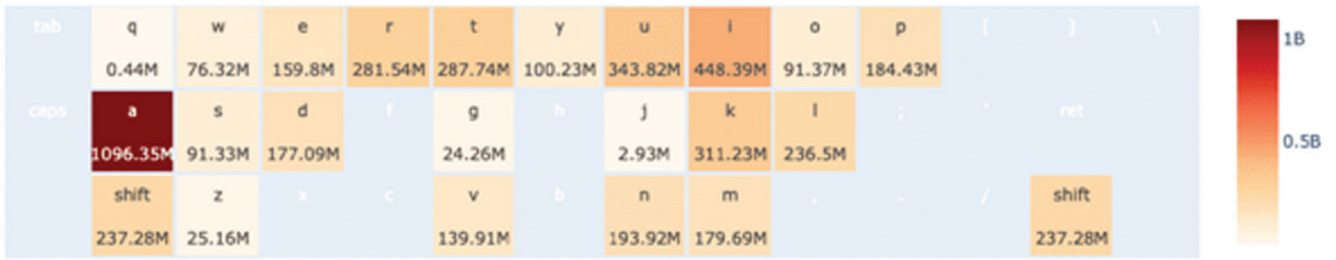 tab q w e r t y u i o p [ ] \
0.44M 76.32M 159.8M 281.54M 287.74M 100.23M 343.82M 448.39M 91.37M 184.43M
1B
caps a s d f g h j k l ; ' ret
1096.35M 91.33M 177.09M 24.26M 2.93M 311.23M 236.5M
0.5B
shift z x c v b n m , . / shift
237.28M 25.16M 139.91M 193.92M 179.69M 237.28M